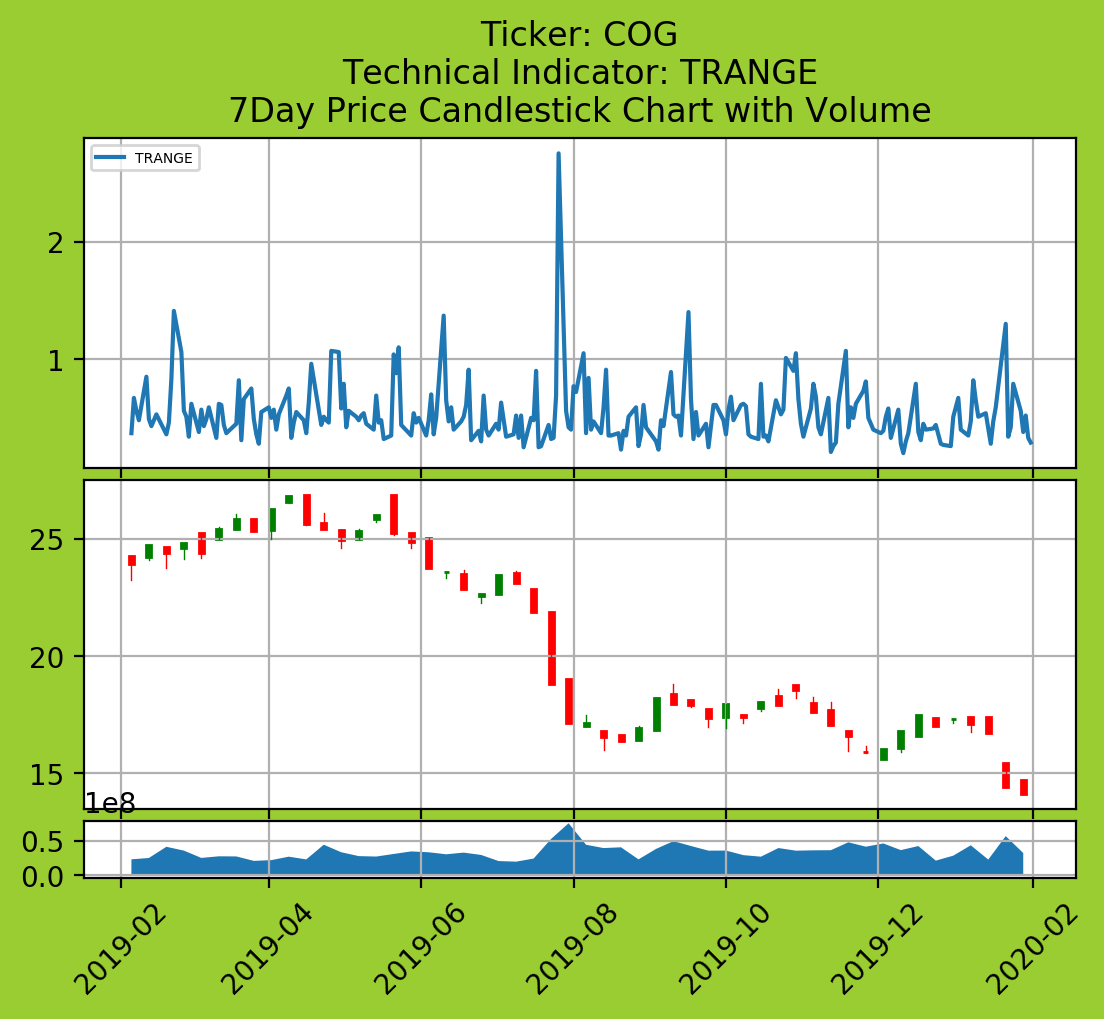 Ticker: COG
Technical Indicator: TRANGE
7Day Price Candlestick Chart with Volume
TRANGE
2
1
25
20
15
1e8
0.5
0.0
2019-02
2019-04
2019-06
2019-08
2019-10
2019-12
2020-02